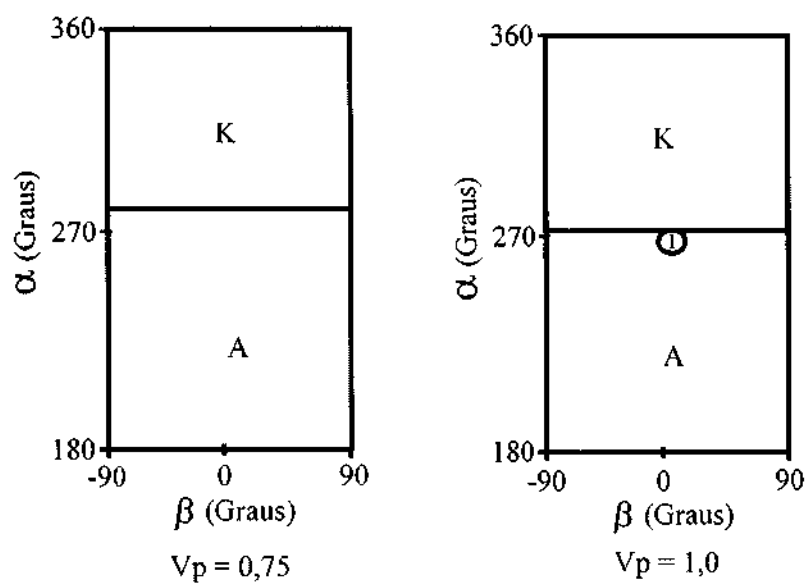 360
K
270
α (Graus)
A
180
-90 0 90
β (Graus)
Vp = 0,75
360
K
270
1
α (Graus)
A
180
-90 0 90
β (Graus)
Vp = 1,0